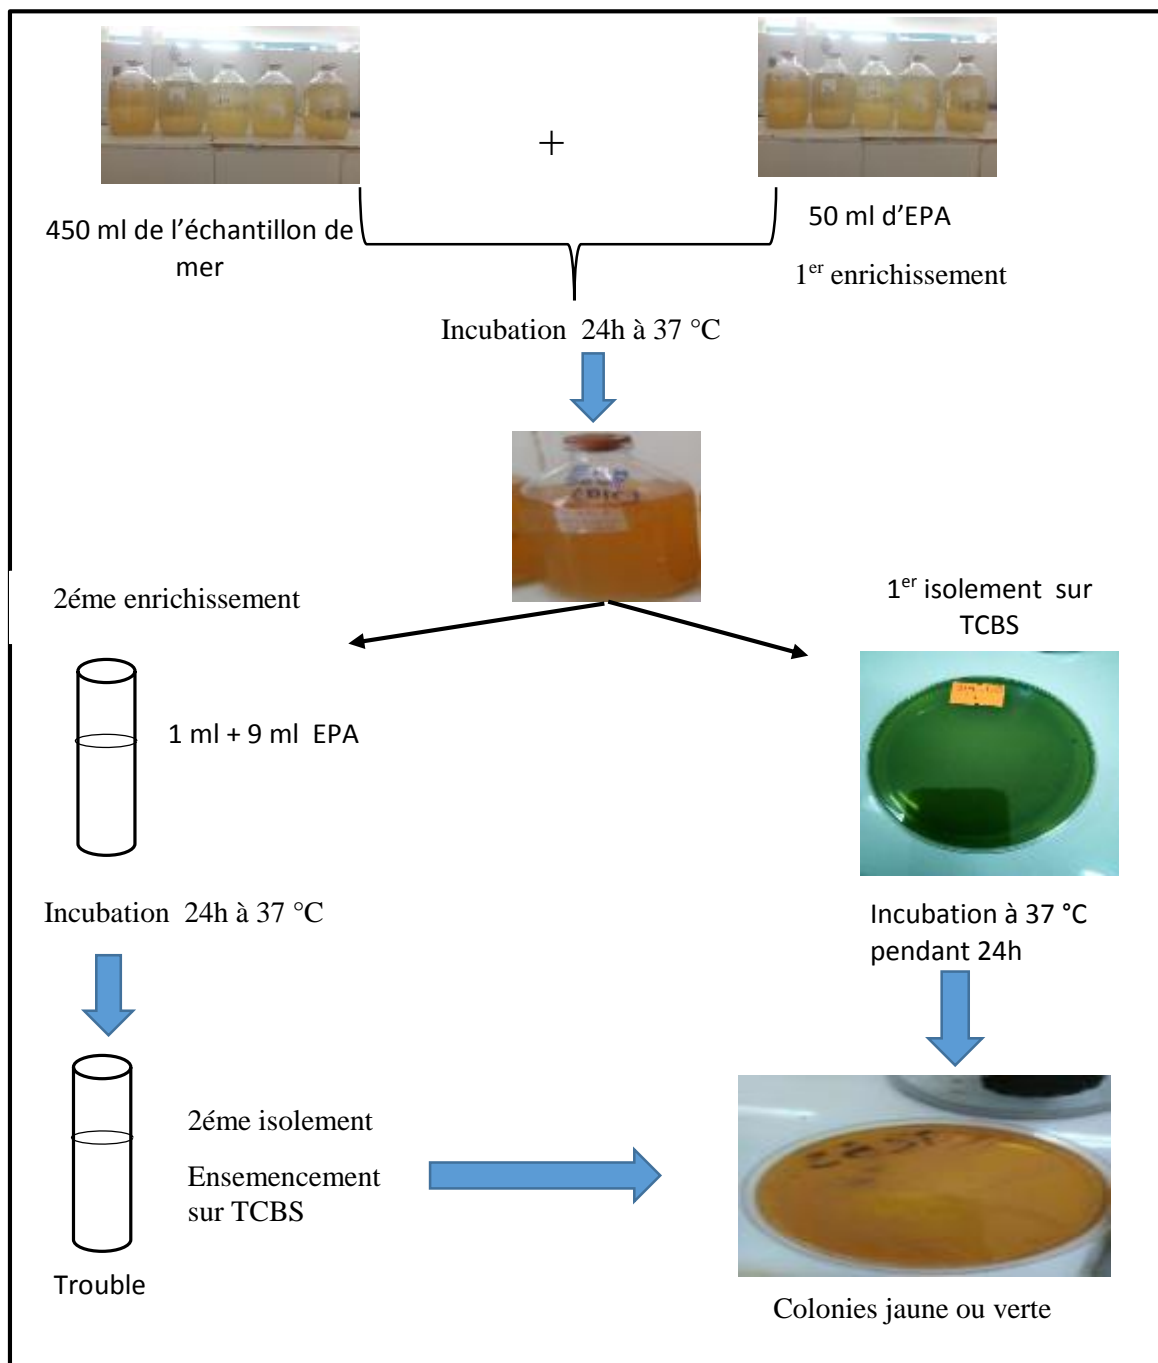 +
450 ml de l’échantillon de
mer
50 ml d’EPA
1er enrichissement
Incubation 24h à 37 °C
2éme enrichissement
1er isolement sur
TCBS
1 ml + 9 ml EPA
Incubation 24h à 37 °C
Incubation à 37 °C
pendant 24h
2éme isolement
Ensemencement
sur TCBS
Trouble
Colonies jaune ou verte